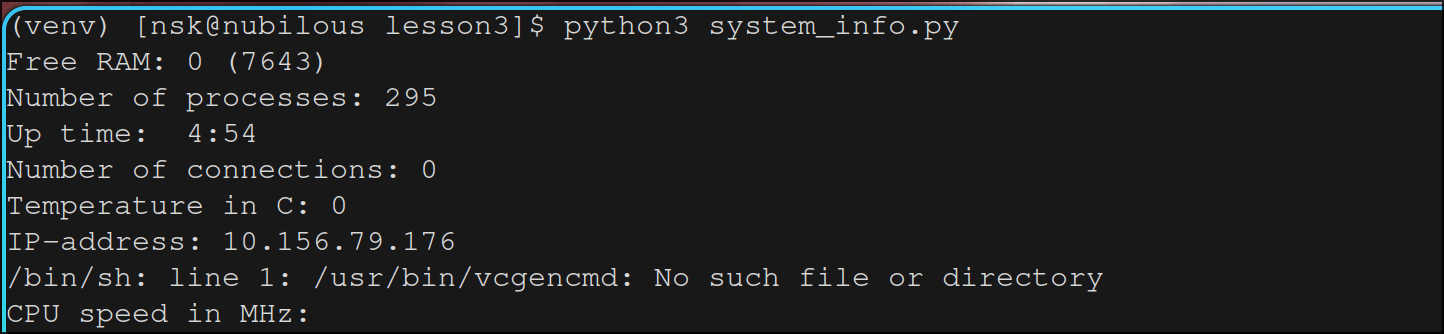 (venv) [nsk@nubilous lesson3]$ python3 system_info.py
Free RAM: 0 (7643)
Number of processes: 295
Up time:  4:54
Number of connections: 0
Temperature in C: 0
IP-address: 10.156.79.176
/bin/sh: line 1: /usr/bin/vcgencmd: No such file or directory
CPU speed in MHz: